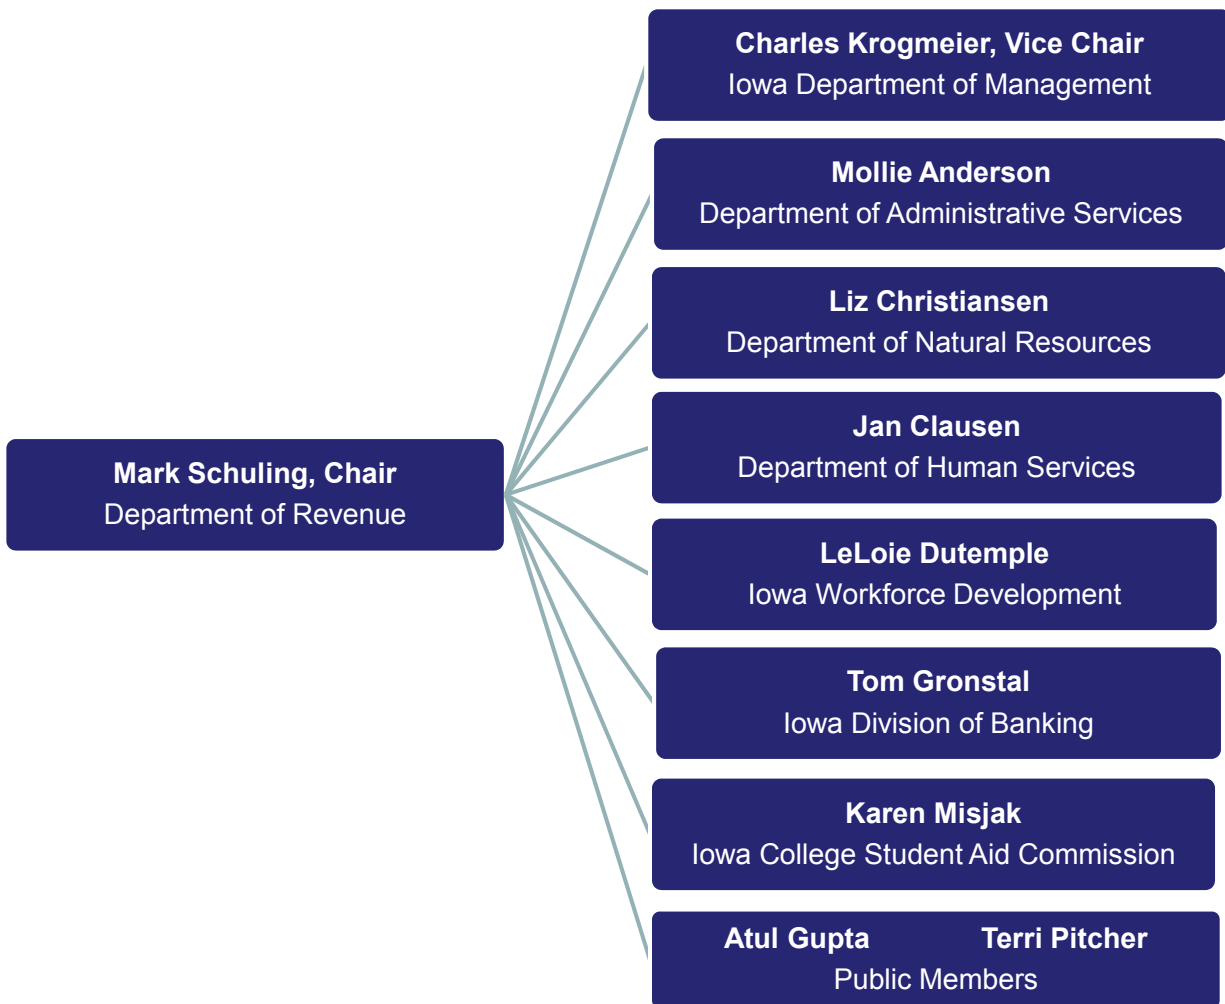 Charles Krogmeier, Vice Chair
Iowa Department of Management
Mollie Anderson
Department of Administrative Services
Liz Christiansen
Department of Natural Resources
Jan Clausen
Department of Human Services
Mark Schuling, Chair
Department of Revenue
LeLoie Dutemple
Iowa Workforce Development
Tom Gronstal
Iowa Division of Banking
Karen Misjak
Iowa College Student Aid Commission
Atul Gupta Terri Pitcher
Public Members